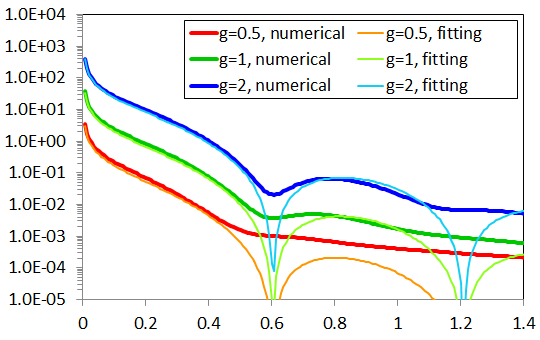 1.0E+04
1.0E+03
1.0E+02
1.0E+01
1.0E+00
1.0E-01
1.0E-02
1.0E-03
1.0E-04
1.0E-05
g=0.5, numerical g=0.5, fitting
g=1, numerical g=1, fitting
g=2, numerical g=2, fitting
0 0.2 0.4 0.6 0.8 1 1.2 1.4